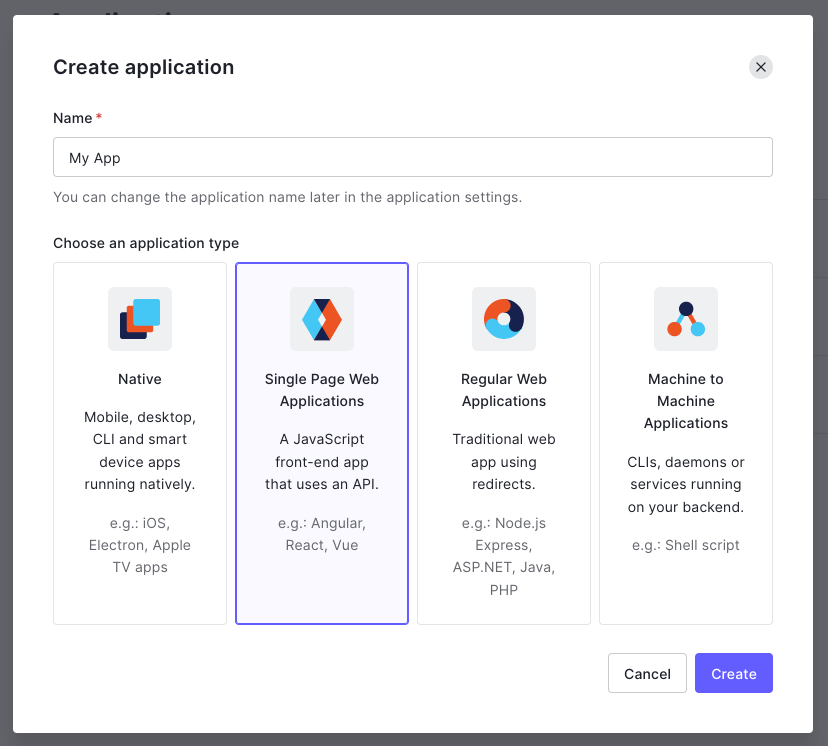 Create application
Name *
My App
You can change the application name later in the application settings.
Choose an application type
Native
Mobile, desktop,
CLI and smart
device apps
running natively.
e.g.: iOS,
Electron, Apple
TV apps
Single Page Web
Applications
A JavaScript
front-end app
that uses an API.
e.g.: Angular,
React, Vue
Regular Web
Applications
Traditional web
app using
redirects.
e.g.: Node.js
Express,
ASP.NET, Java,
PHP
Machine to
Machine
Applications
CLIs, daemons or
services running
on your backend.
e.g.: Shell script
Cancel
Create